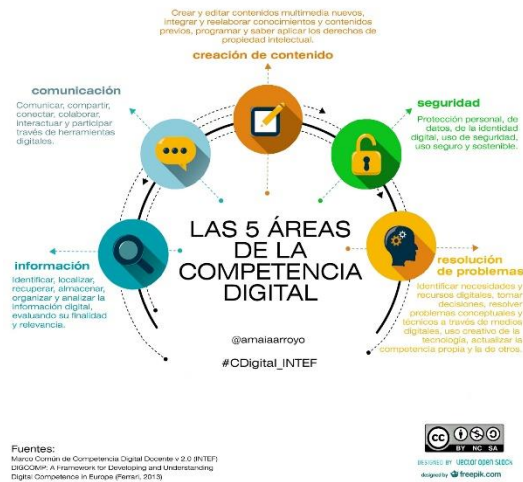 Crear y editar contenidos multimedia nuevos,
integrar y reelaborar conocimientos y contenidos
previos, programar y saber aplicar los derechos de
propiedad intelectual.
creación de contenido
comunicación
Comunicar, compartir,
conectar, colaborar,
interactuar y participar
través de herramientas
digitales.
seguridad
Protección personal, de
datos, de la identidad
digital, uso de seguridad,
uso seguro y sostenible.
información
Identificar, localizar,
recuperar, almacenar,
organizar y analizar la
información digital,
evaluando su finalidad
y relevancia.
LAS 5 ÁREAS
DE LA
COMPETENCIA
DIGITAL
@amaiaarroyo
#CDigital_INTEF
resolución
de problemas
Identificar necesidades y
recursos digitales, tomar
decisiones, resolver
problemas conceptuales y
técnicos a través de medios
digitales, uso creativo de la
tecnología, actualizar la
competencia propia y la de otros.
Fuentes:
Marco Común de Competencia Digital Docente v 2.0 (INTEF)
DIGCOMP: A Framework for Developing and Understanding
Digital Competence in Europe (Ferrari, 2013)
cc
BY NC SA
DESIGNED BY VECTOR OPEN STOCK
designed by freepik.com